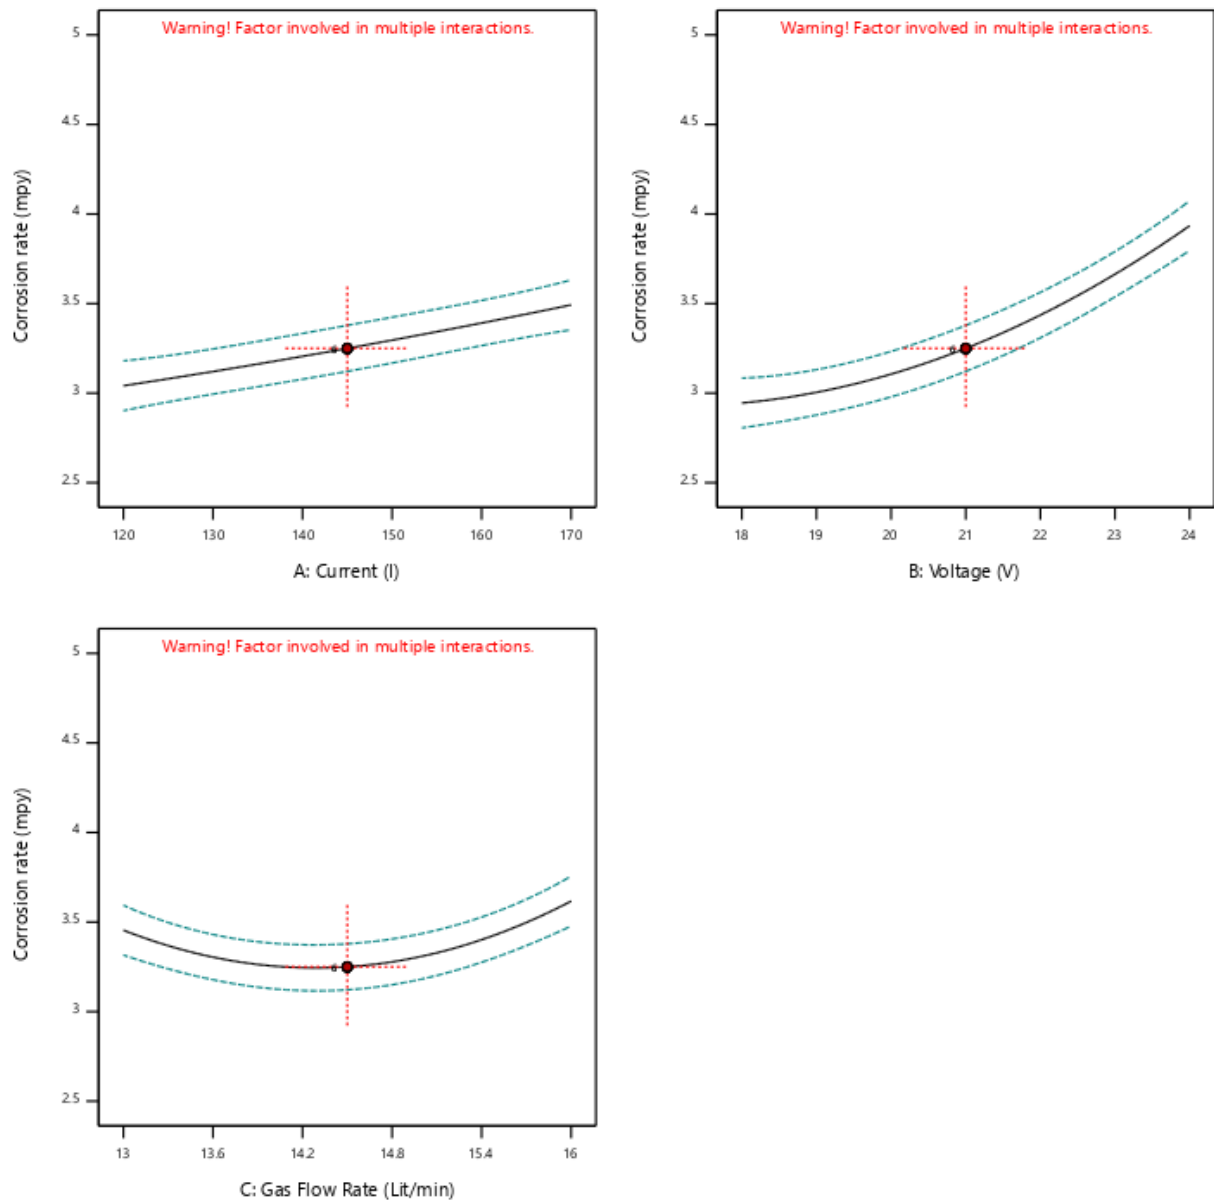 Warning! Factor involved in multiple interactions.
5
4.5
4
3.5
3
2.5
Corrosion rate (mpy)
6
120 130 140 150 160 170
A: Current (I)
Warning! Factor involved in multiple interactions.
5
4.5
4
3.5
3
2.5
Corrosion rate (mpy)
6
18 19 20 21 22 23 24
B: Voltage (V)
Warning! Factor involved in multiple interactions.
5
4.5
4
3.5
3
2.5
Corrosion rate (mpy)
6
13 13.6 14.2 14.8 15.4 16
C: Gas Flow Rate (Lit/min)